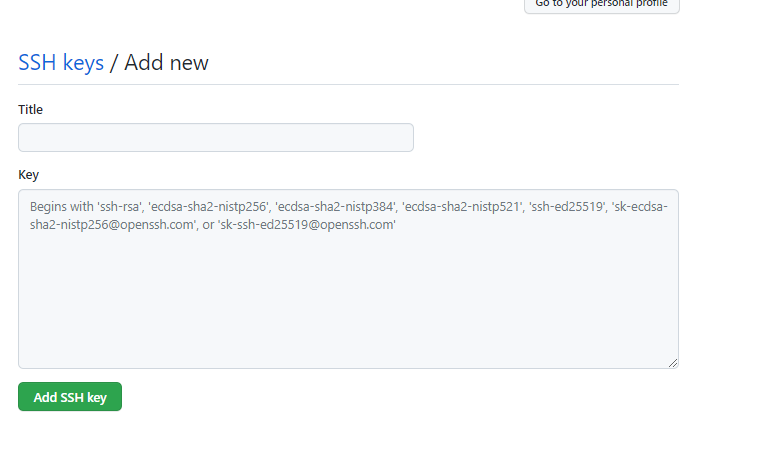 Go to your personal profile
SSH keys / Add new
Title
Key
Begins with 'ssh-rsa', 'ecdsa-sha2-nistp256', 'ecdsa-sha2-nistp384', 'ecdsa-sha2-nistp521', 'ssh-ed25519', 'sk-ecdsa-
sha2-nistp256@openssh.com', or 'sk-ssh-ed25519@openssh.com'
Add SSH key